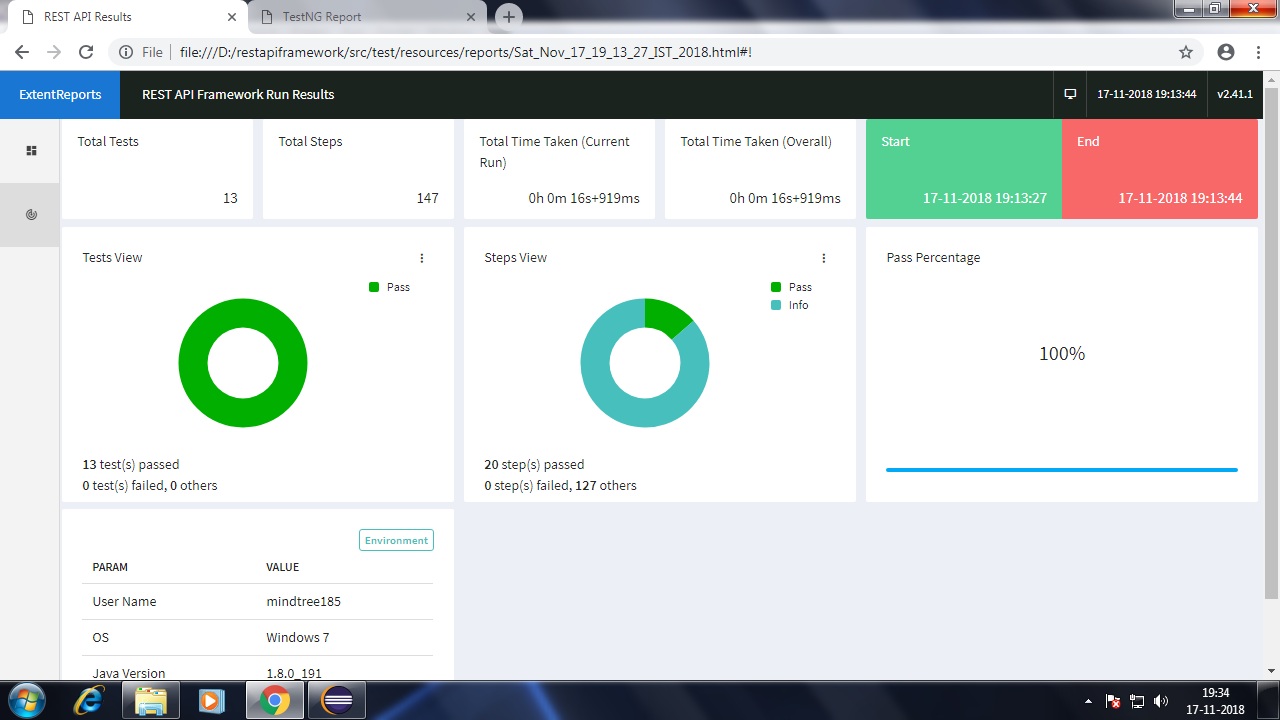 REST API Results
TestNG Report
File
file:///D:/restapiframework/src/test/resources/reports/Sat_Nov_17_19_13_27_IST_2018.html#!
ExtentReports
REST API Framework Run Results
17-11-2018 19:13:44
v2.41.1
Total Tests
13
Total Steps
147
Total Time Taken (Current
Run)
0h 0m 16s+919ms
Total Time Taken (Overall)
0h 0m 16s+919ms
Start
17-11-2018 19:13:27
End
17-11-2018 19:13:44
Tests View
Pass
13 test(s) passed
0 test(s) failed, 0 others
Steps View
Pass
Info
20 step(s) passed
0 step(s) failed, 127 others
Pass Percentage
100%
Environment
PARAM VALUE
User Name mindtree185
OS Windows 7
Java Version 1.8.0_191
19:34
17-11-2018